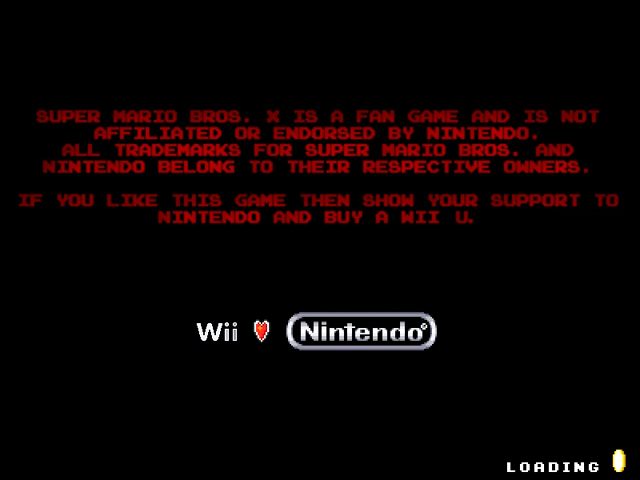 SUPER MARIO BROS. X IS A FAN GAME AND IS NOT
AFFILIATED OR ENDORSED BY NINTENDO.
ALL TRADEMARKS FOR SUPER MARIO BROS. AND
NINTENDO BELONG TO THEIR RESPECTIVE OWNERS.
IF YOU LIKE THIS GAME THEN SHOW YOUR SUPPORT TO
NINTENDO AND BUY A WII U.
Wii Nintendo®
LOADING